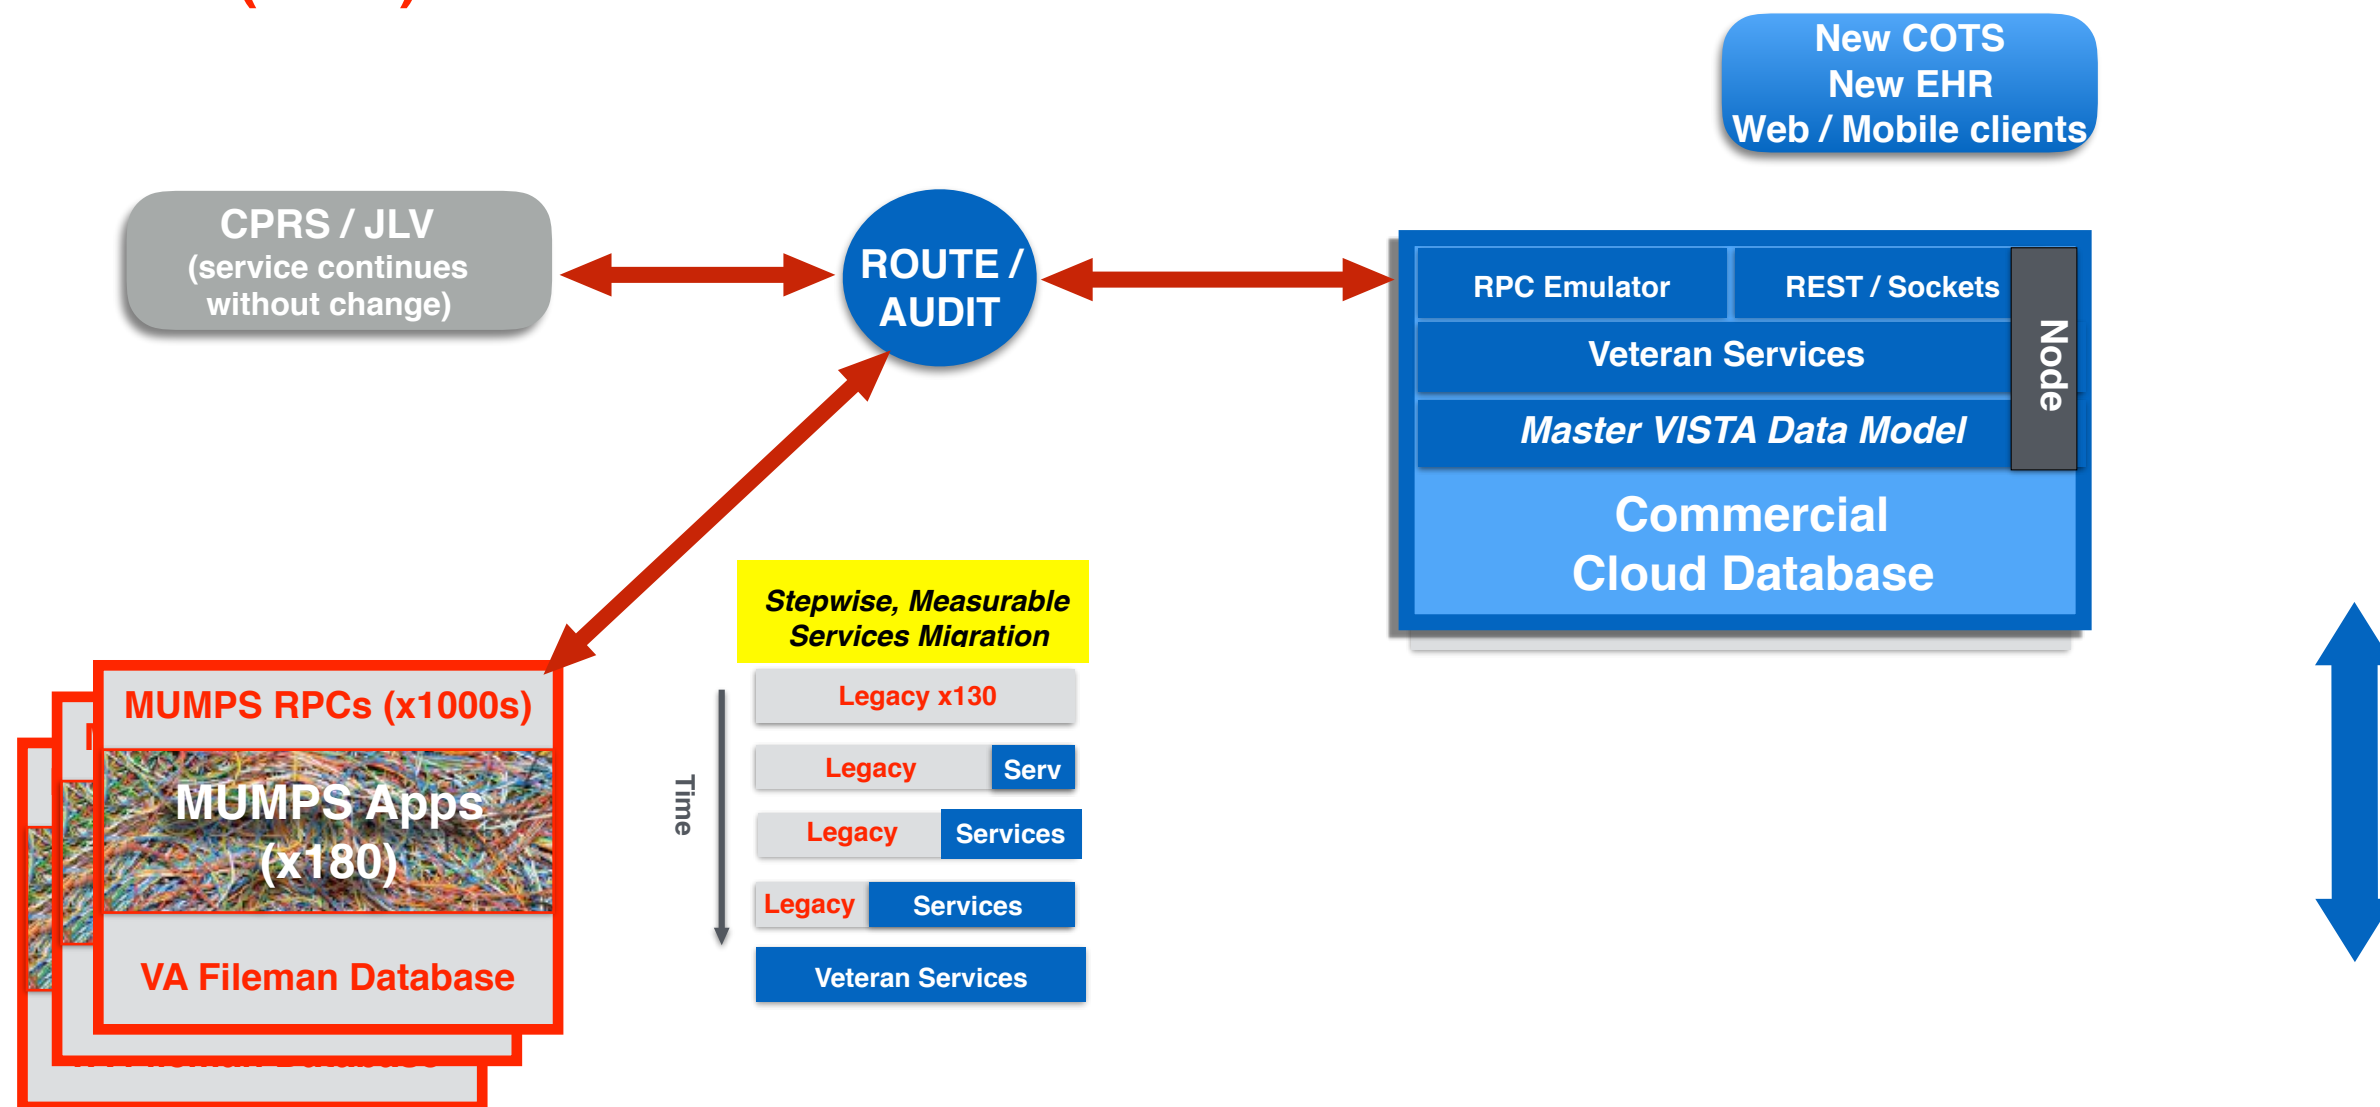 New COTS
New EHR
Web / Mobile clients
CPRS / JLV
(service continues
without change)
ROUTE /
AUDIT
RPC Emulator
REST / Sockets
Node
Veteran Services
Master VISTA Data Model
Commercial
Cloud Database
Stepwise, Measurable
Services Migration
MUMPS RPCs (x1000s)
MUMPS Apps
(x180)
VA Fileman Database
Time
Legacy x130
Legacy
Serv
Legacy
Services
Legacy
Services
Veteran Services